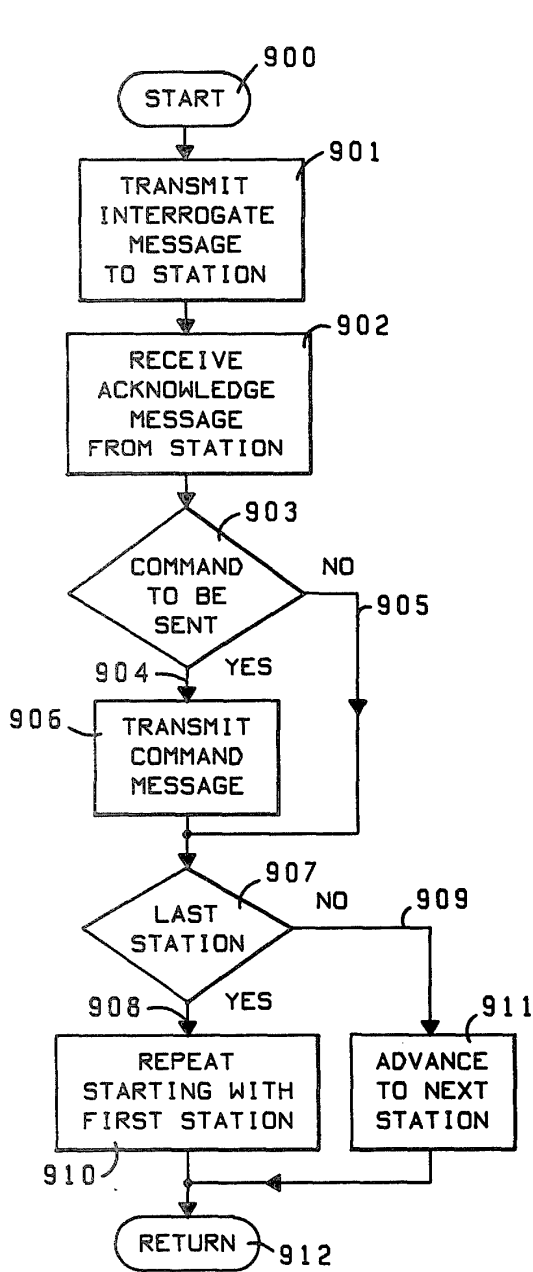 900
START
901
TRANSMIT
INTERROGATE
MESSAGE
TO STATION
902
RECEIVE
ACKNOWLEDGE
MESSAGE
FROM STATION
903
COMMAND
TO BE
SENT
NO
905
904
YES
906
TRANSMIT
COMMAND
MESSAGE
907
LAST
STATION
NO
909
908
YES
911
REPEAT
STARTING WITH
FIRST STATION
ADVANCE
TO NEXT
STATION
910
RETURN
912